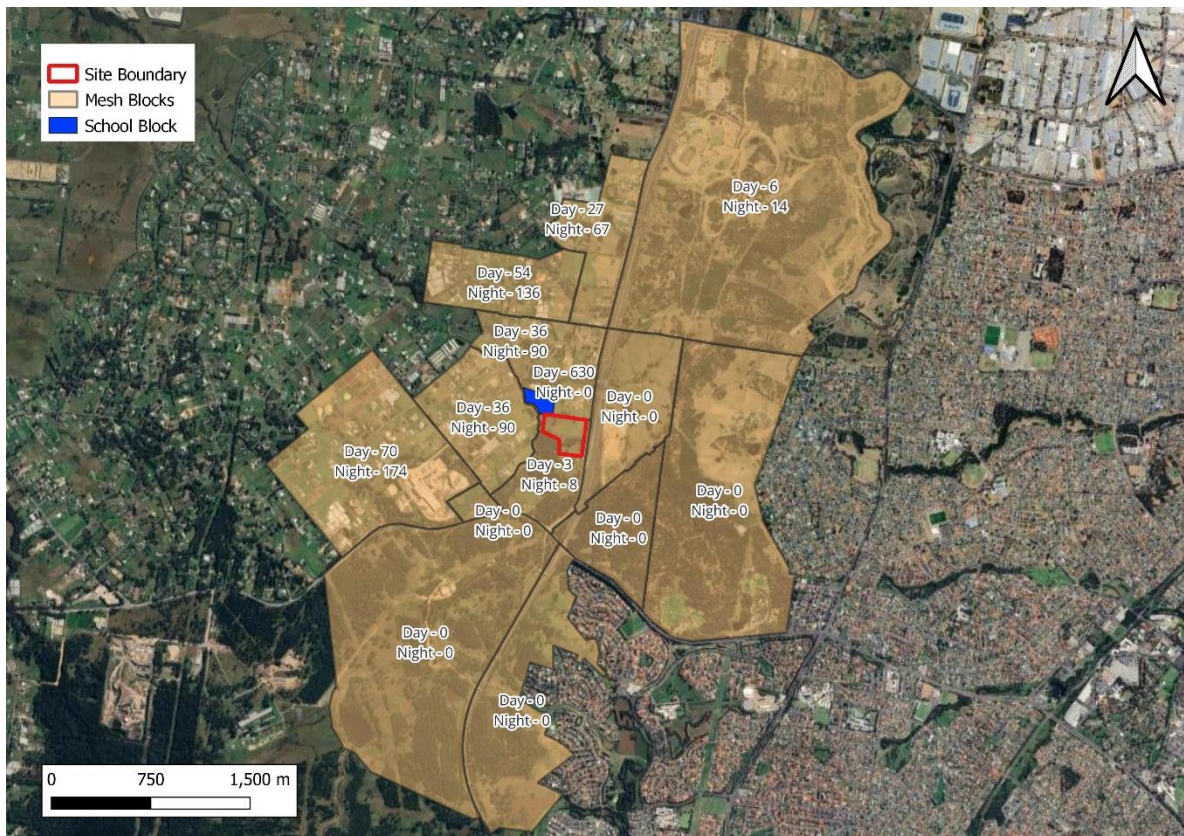 Site Boundary
Mesh Blocks
School Block
Day - 6
Night - 14
Day - 27
Night - 67
Day - 54
Night - 136
Day - 36
Night - 90
Day - 630
Night - 0
Day - 0
Night - 0
Day - 36
Night - 90
Day - 70
Night - 174
Day - 3
Night - 8
Day - 0
Night - 0
Day - 0
Night - 0
Day - 0
Night - 0
Day - 0
Night - 0
Day - 0
Night - 0
0 750 1,500 m